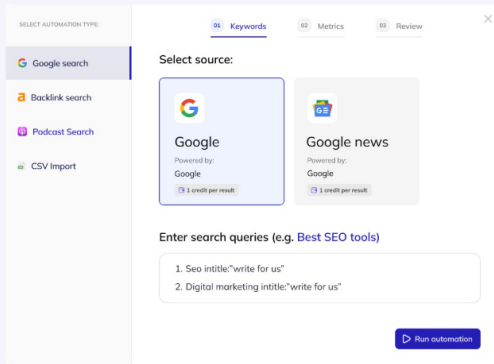 SELECT AUTOMATION TYPE:
Google search
Backlink search
Podcast Search
CSV Import
01 Keywords
02 Metrics
03 Review
Select source:
Google
Powered by:
Google
1 credit per result
Google news
Powered by:
Google
1 credit per result
Enter search queries (e.g. Best SEO tools)
1. Seo intitle:"write for us"
2. Digital marketing intitle:"write for us"
Run automation